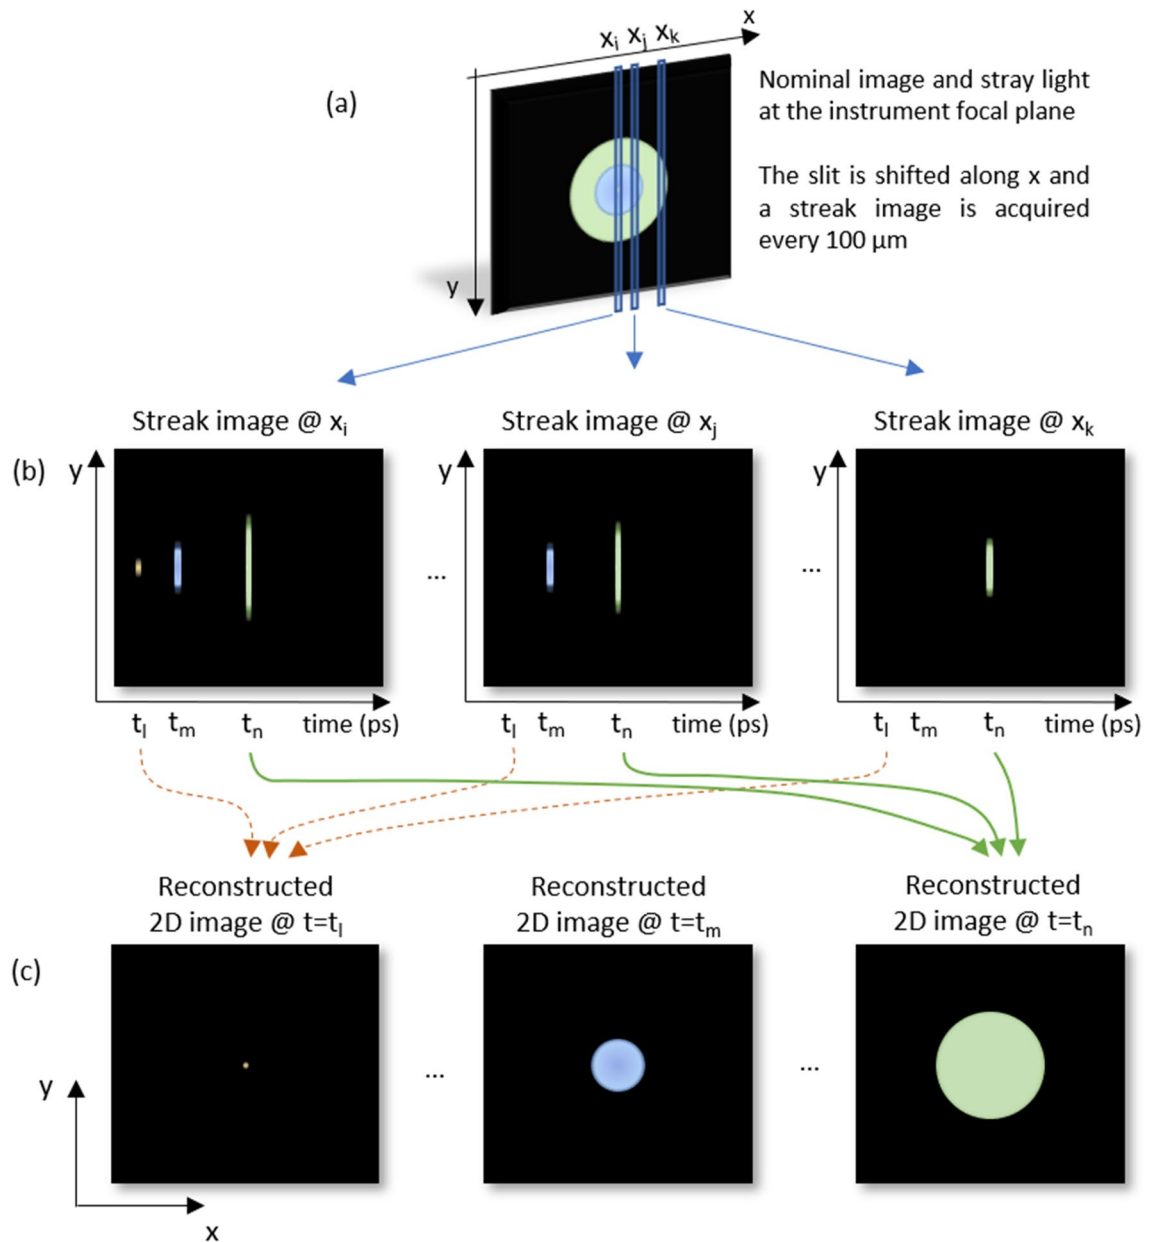 x
xᵢ xⱼ xₖ
(a)
Nominal image and stray light
at the instrument focal plane
The slit is shifted along x and
a streak image is acquired
every 100 µm
y
Streak image @ xᵢ
Streak image @ xⱼ
Streak image @ xₖ
(b)
y
y
y
...
...
tₗ tₘ tₙ time (ps)
tₗ tₘ tₙ time (ps)
tₗ tₘ tₙ time (ps)
Reconstructed
2D image @ t=tₗ
Reconstructed
2D image @ t=tₘ
Reconstructed
2D image @ t=tₙ
(c)
...
...
y
x